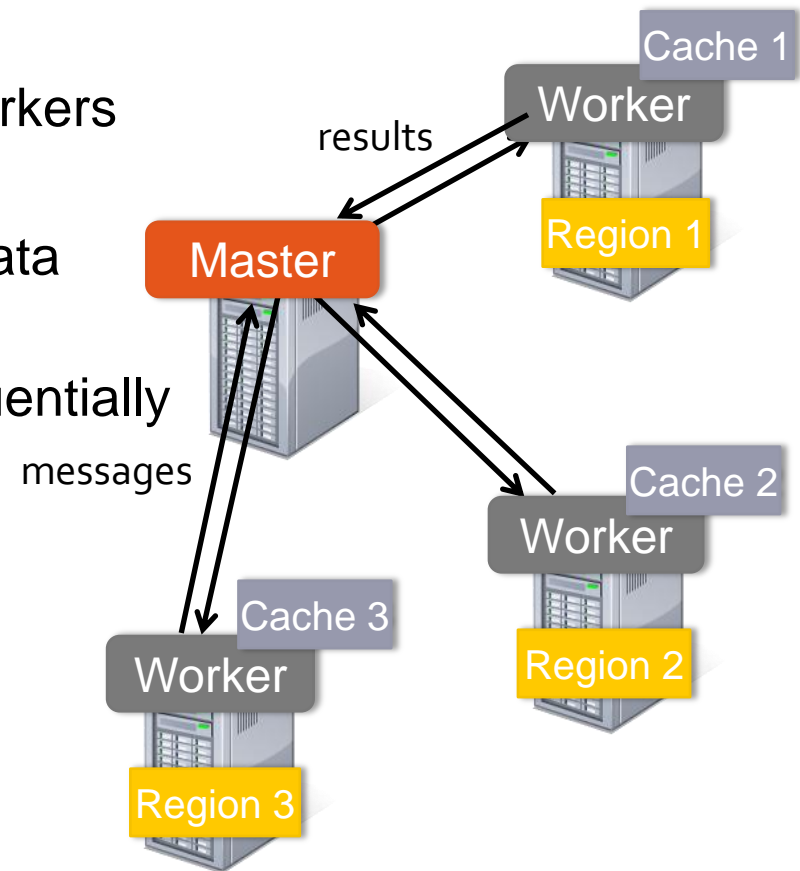 Cache 1
Worker
rkers
results
Region 1
ata
Master
entially
messages
Cache 2
Worker
Cache 3
Region 2
Worker
Region 3